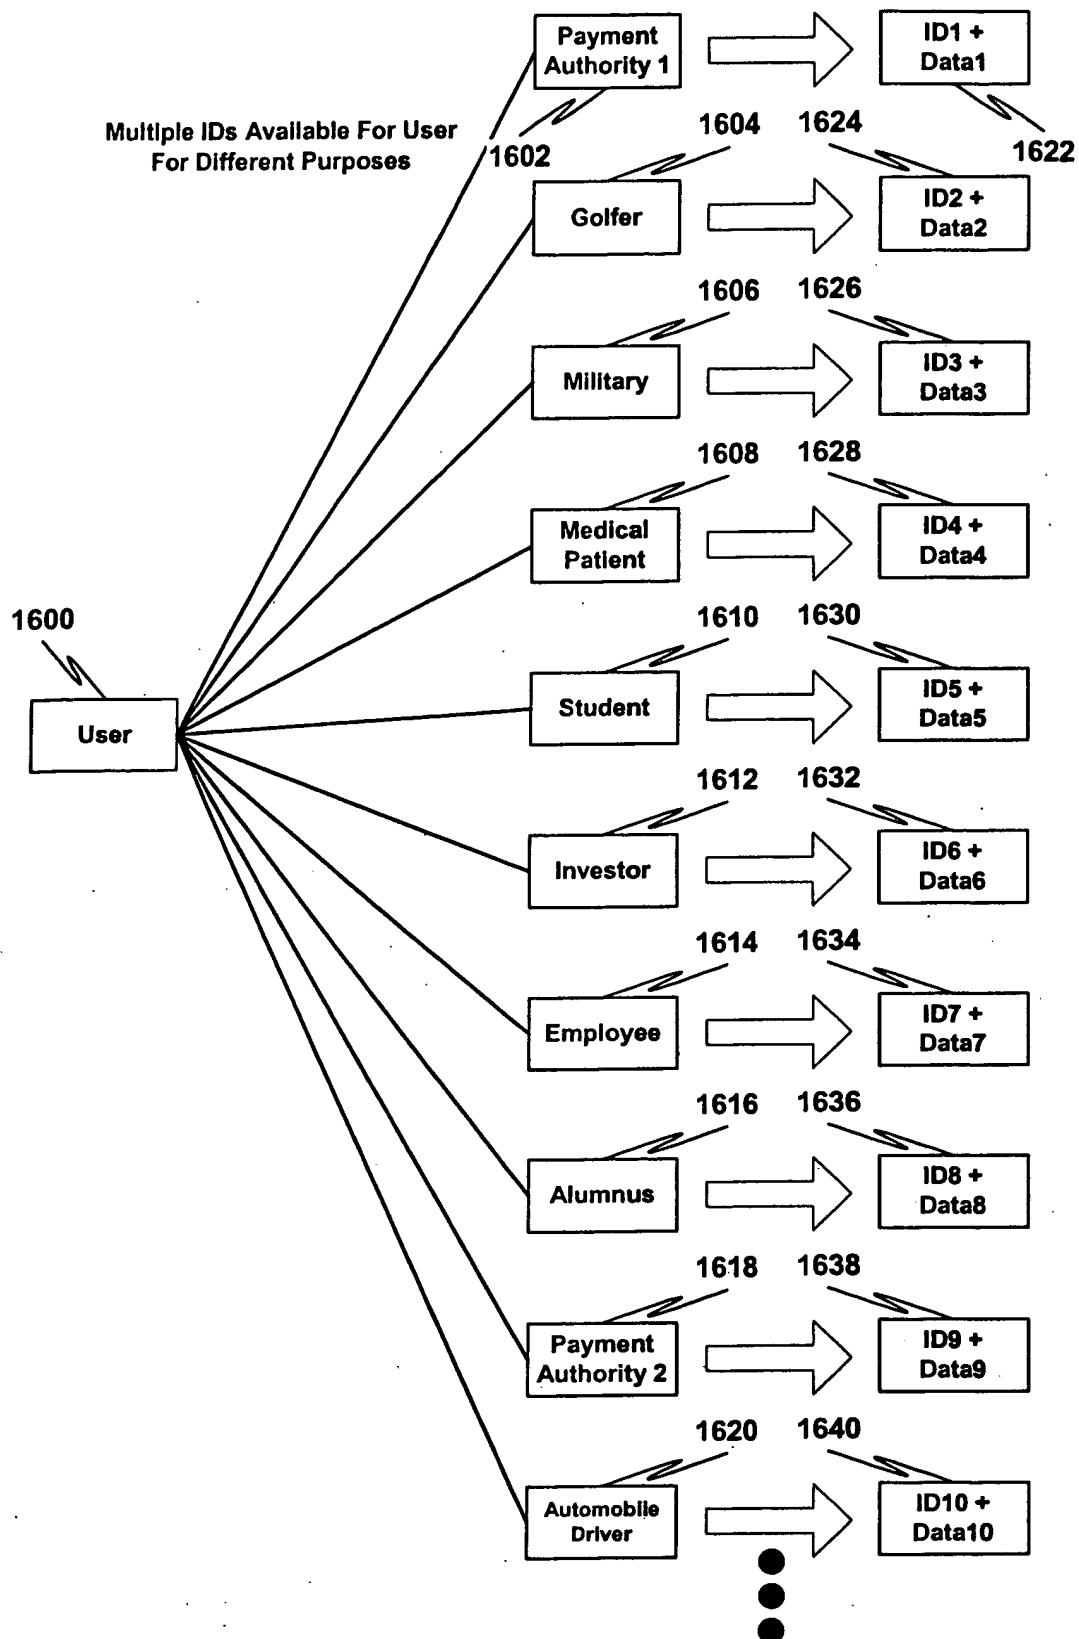 Payment
Authority 1
ID1 +
Data1
Multiple IDs Available For User
For Different Purposes
1602
1604
1624
1622
Golfer
ID2 +
Data2
1606
1626
Military
ID3 +
Data3
1608
1628
Medical
Patient
ID4 +
Data4
1600
1610
1630
User
Student
ID5 +
Data5
1612
1632
Investor
ID6 +
Data6
1614
1634
Employee
ID7 +
Data7
1616
1636
Alumnus
ID8 +
Data8
1618
1638
Payment
Authority 2
ID9 +
Data9
1620
1640
Automobile
Driver
ID10 +
Data10